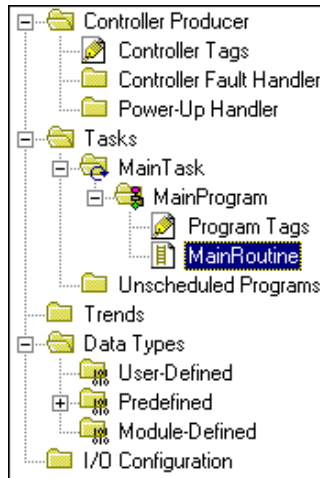 Controller Producer
Controller Tags
Controller Fault Handler
Power-Up Handler
Tasks
MainTask
MainProgram
Program Tags
MainRoutine
Unscheduled Programs
Trends
Data Types
User-Defined
Predefined
Module-Defined
I/O Configuration